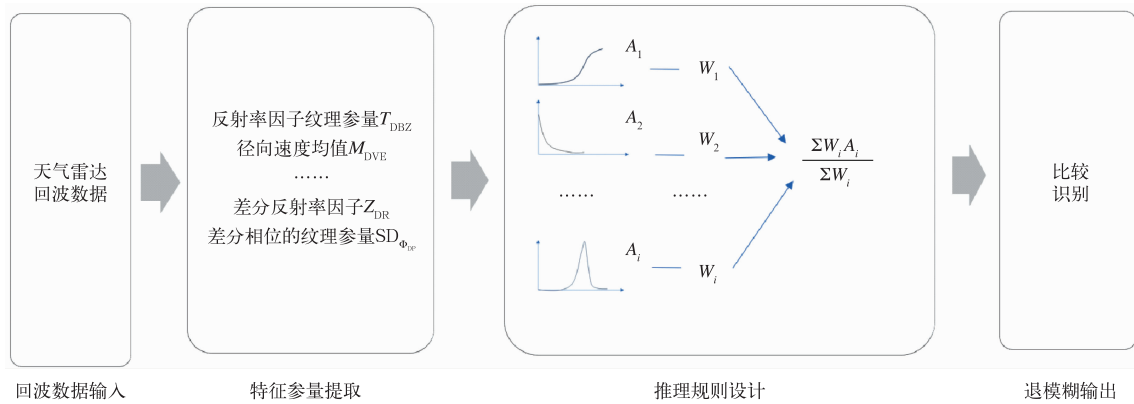 天气雷达
回波数据
反射率因子纹理参量T_DBZ
径向速度均值M_DVE
……
差分反射率因子Z_DR
差分相位的纹理参量SD_Φ_DP
A_1
W_1
A_2
W_2
……
……
A_i
W_i
ΣW_iA_i
ΣW_i
比较
识别
回波数据输入
特征参量提取
推理规则设计
退模糊输出